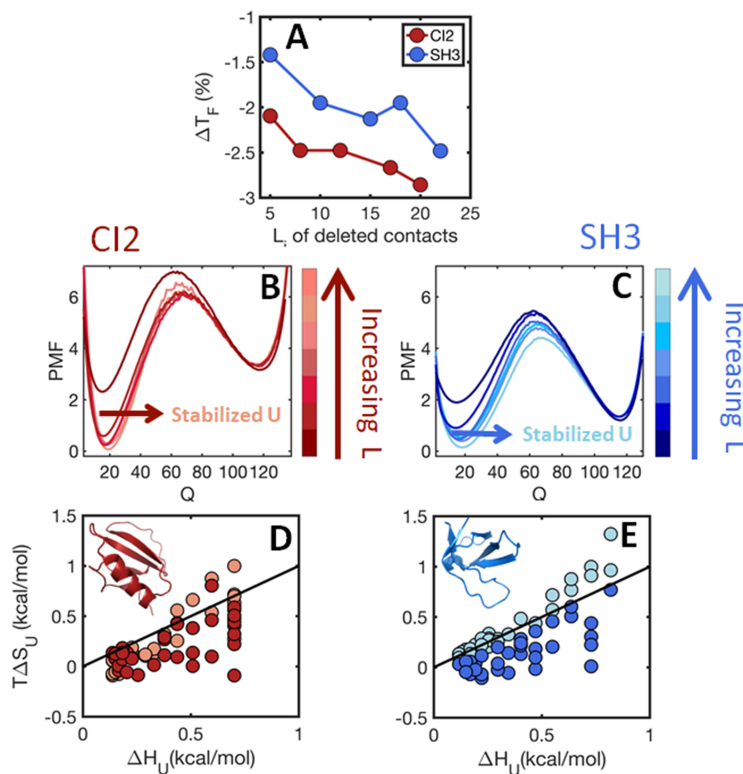 A
CI2
SH3
-1
-1.5
-2
-2.5
-3
ΔT_F (%)
5 10 15 20 25
L_i of deleted contacts
CI2
SH3
B
6
4
2
0
PMF
Stabilized U
20 40 60 80 100 120
Q
Increasing L
C
6
4
2
0
PMF
Stabilized U
20 40 60 80 100 120
Q
Increasing L
D
1.5
1
0.5
0
-0.5
TΔS_U (kcal/mol)
0 0.5 1
ΔH_U(kcal/mol)
E
1.5
1
0.5
0
-0.5
0 0.5 1
ΔH_U(kcal/mol)